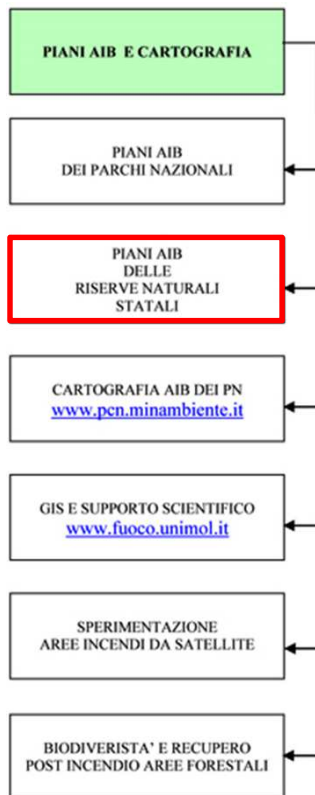 PIANI AIB E CARTOGRAFIA
PIANI AIB
DEI PARCHI NAZIONALI
PIANI AIB
DELLE
RISERVE NATURALI
STATALI
CARTOGRAFIA AIB DEI PN
www.pcn.minambiente.it
GIS E SUPPORTO SCIENTIFICO
www.fuoco.unimol.it
SPERIMENTAZIONE
AREE INCENDI DA SATELLITE
BIODIVERISTA' E RECUPERO
POST INCENDIO AREE FORESTALI